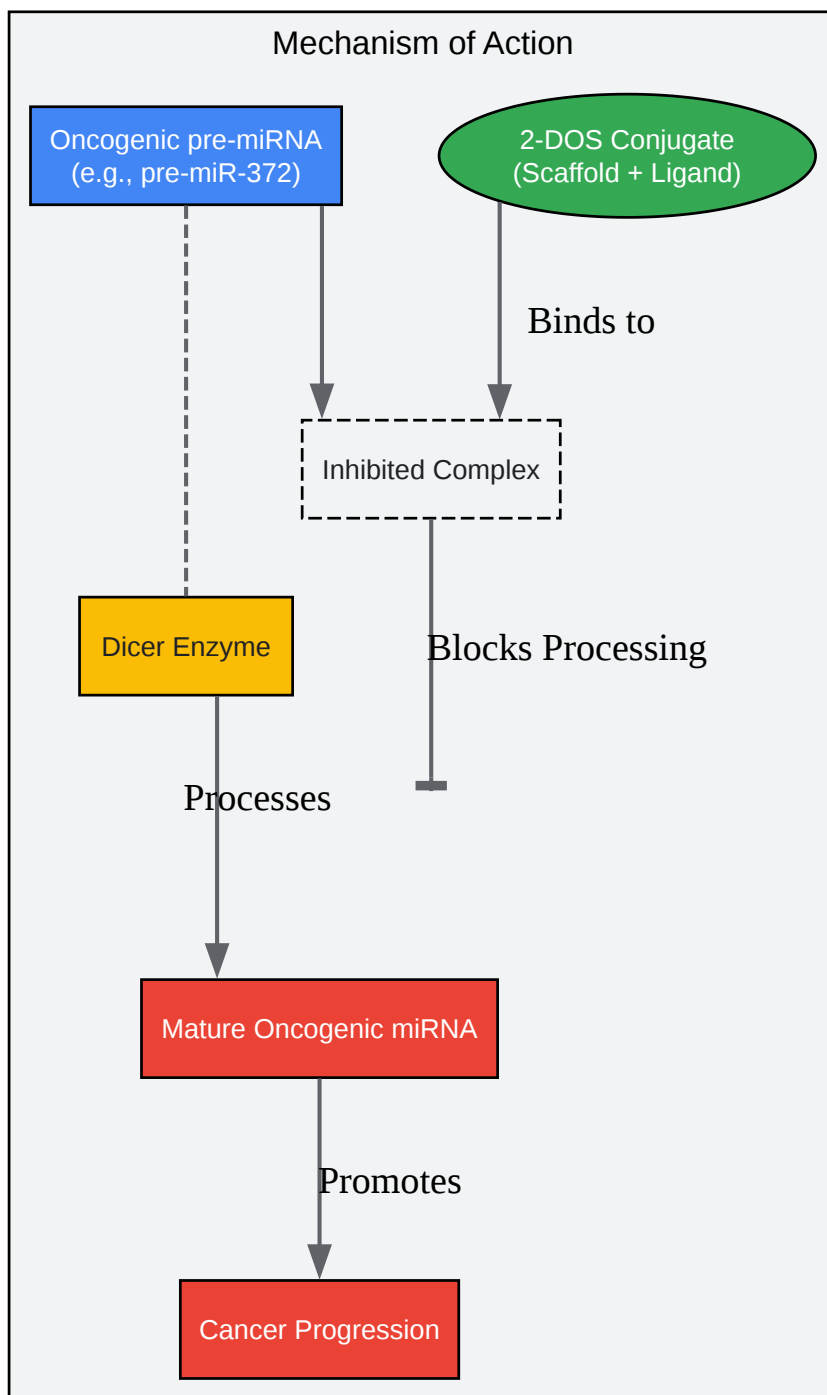 Mechanism of Action
Oncogenic pre-miRNA
(e.g., pre-miR-372)
2-DOS Conjugate
(Scaffold + Ligand)
Binds to
Inhibited Complex
Dicer Enzyme
Blocks Processing
Processes
Mature Oncogenic miRNA
Promotes
Cancer Progression